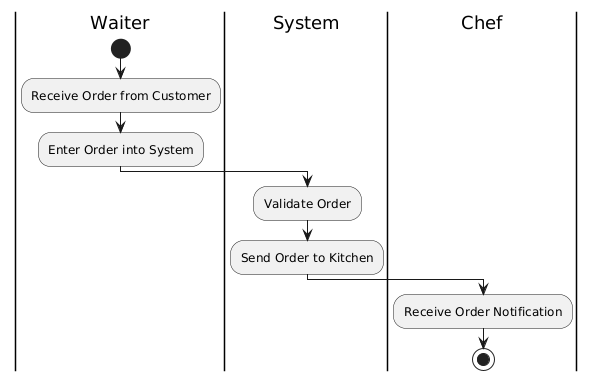 Waiter
System
Chef
Receive Order from Customer
Enter Order into System
Validate Order
Send Order to Kitchen
Receive Order Notification